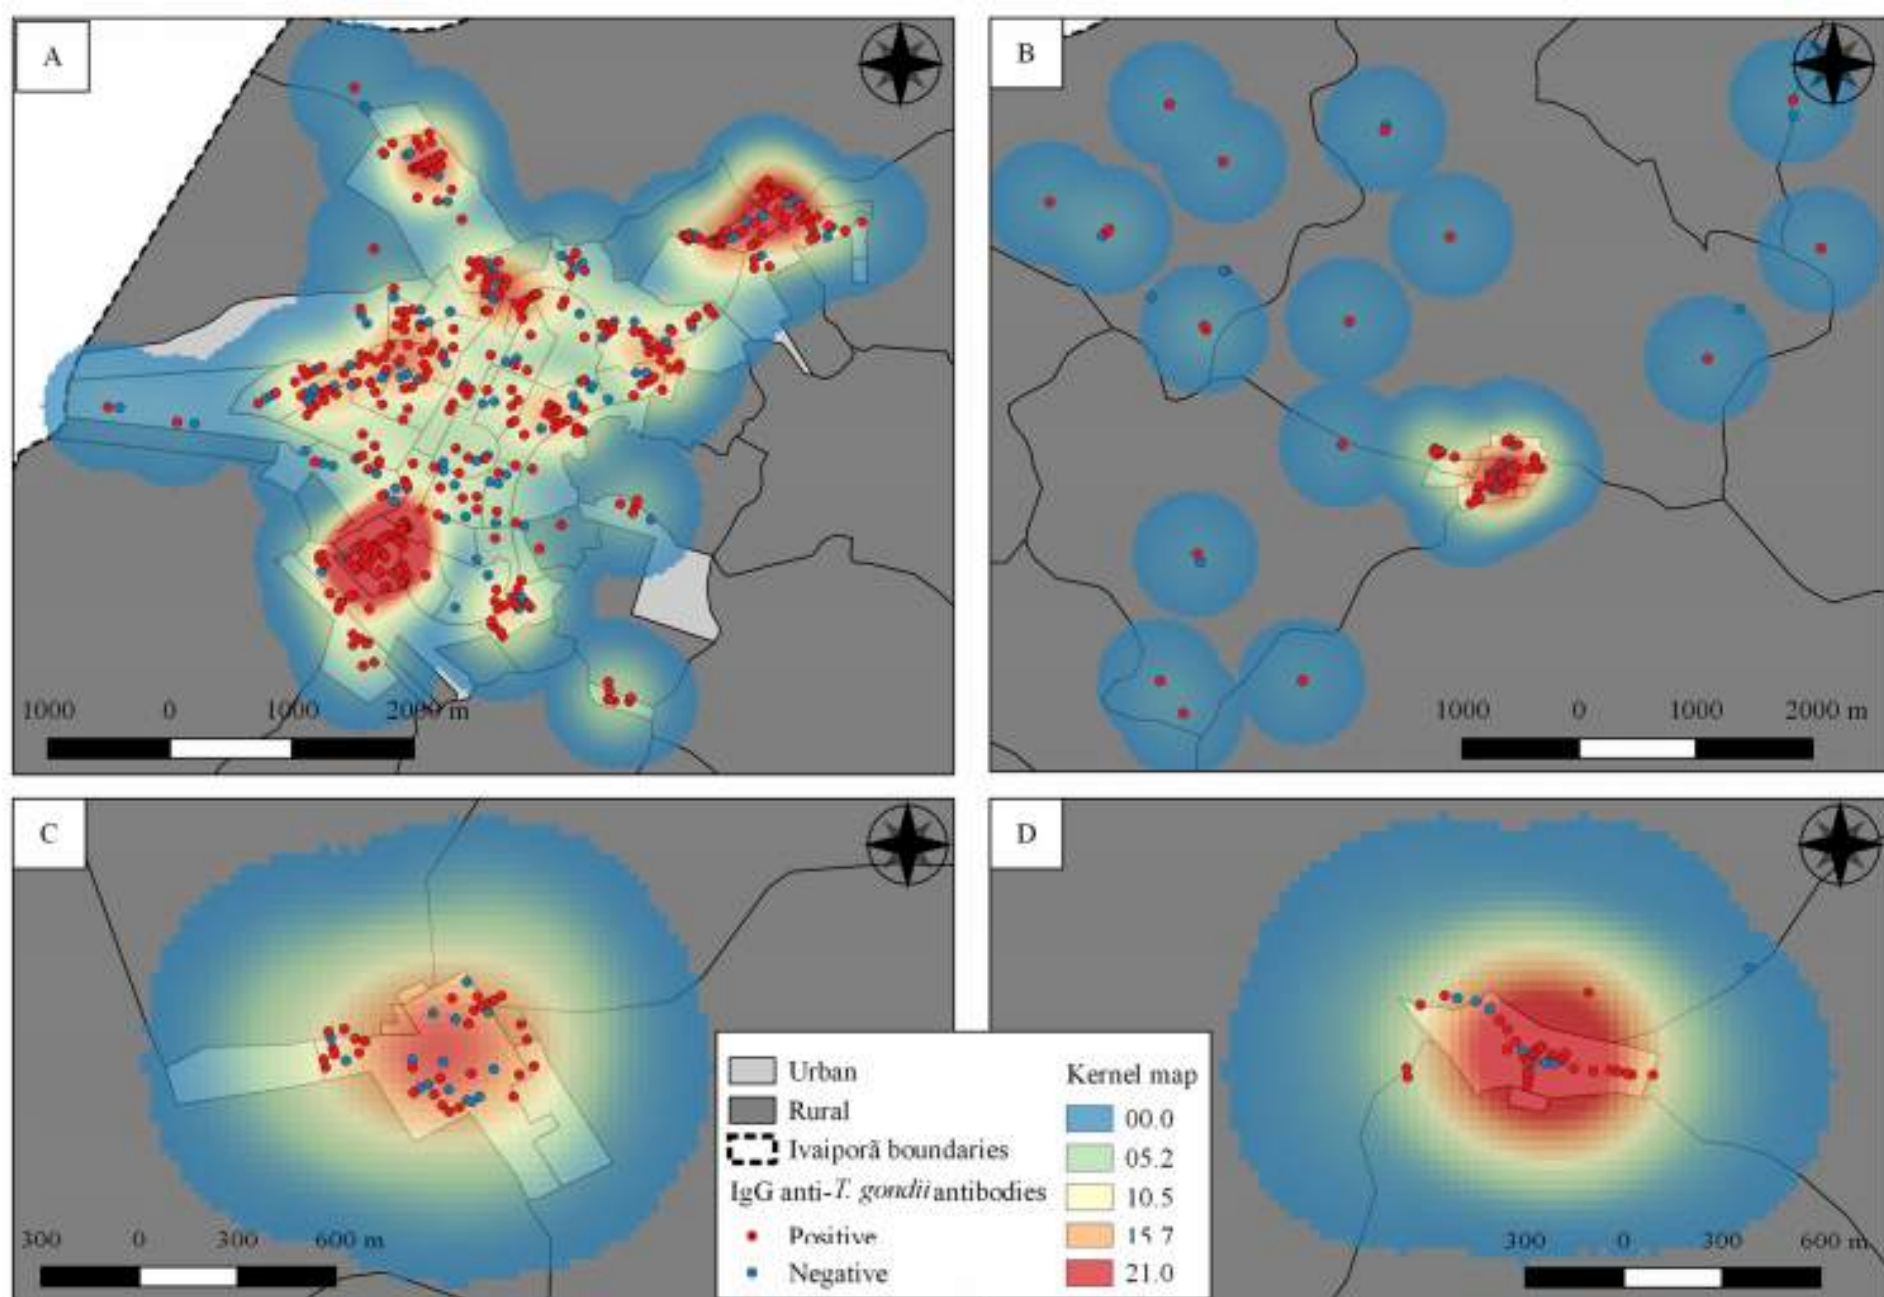 A
B
1000 0 1000 2000 m
1000 0 1000 2000 m
C
D
Urban
Rural
Ivaiporã boundaries
IgG anti-T. gondii antibodies
Positive
Negative
Kernel map
00.0
05.2
10.5
15.7
21.0
300 0 300 600 m
300 0 300 600 m